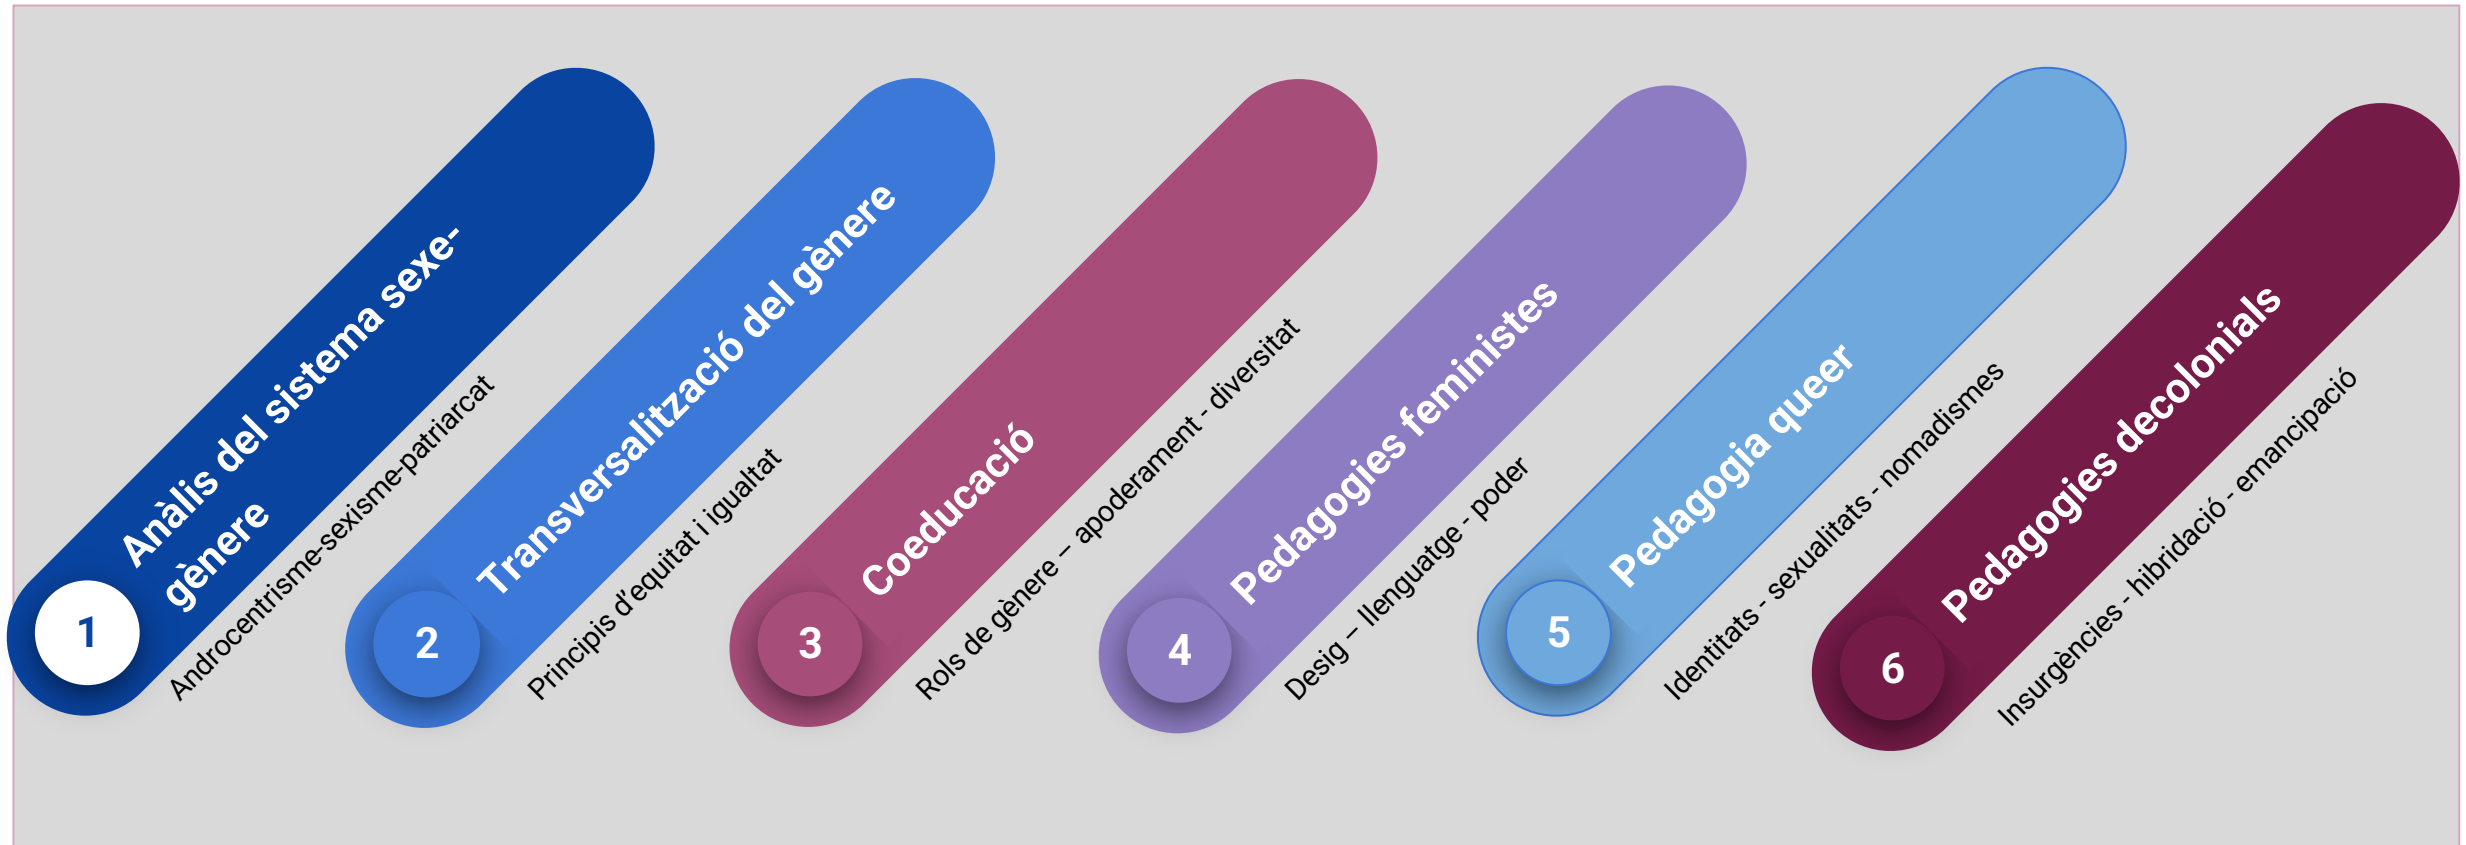 1
Anàlis del sistema sexe-
gènere
Androcentrisme-sexisme-patriarcat
2
Transversalització del gènere
Principis d’equitat i igualtat
3
Coeducació
Rols de gènere – apoderament - diversitat
4
Pedagogies feministes
Desig – llenguatge - poder
5
Pedagogia queer
Identitats - sexualitats - nomadismes
6
Pedagogies decolonials
Insurgències - hibridació - emancipació